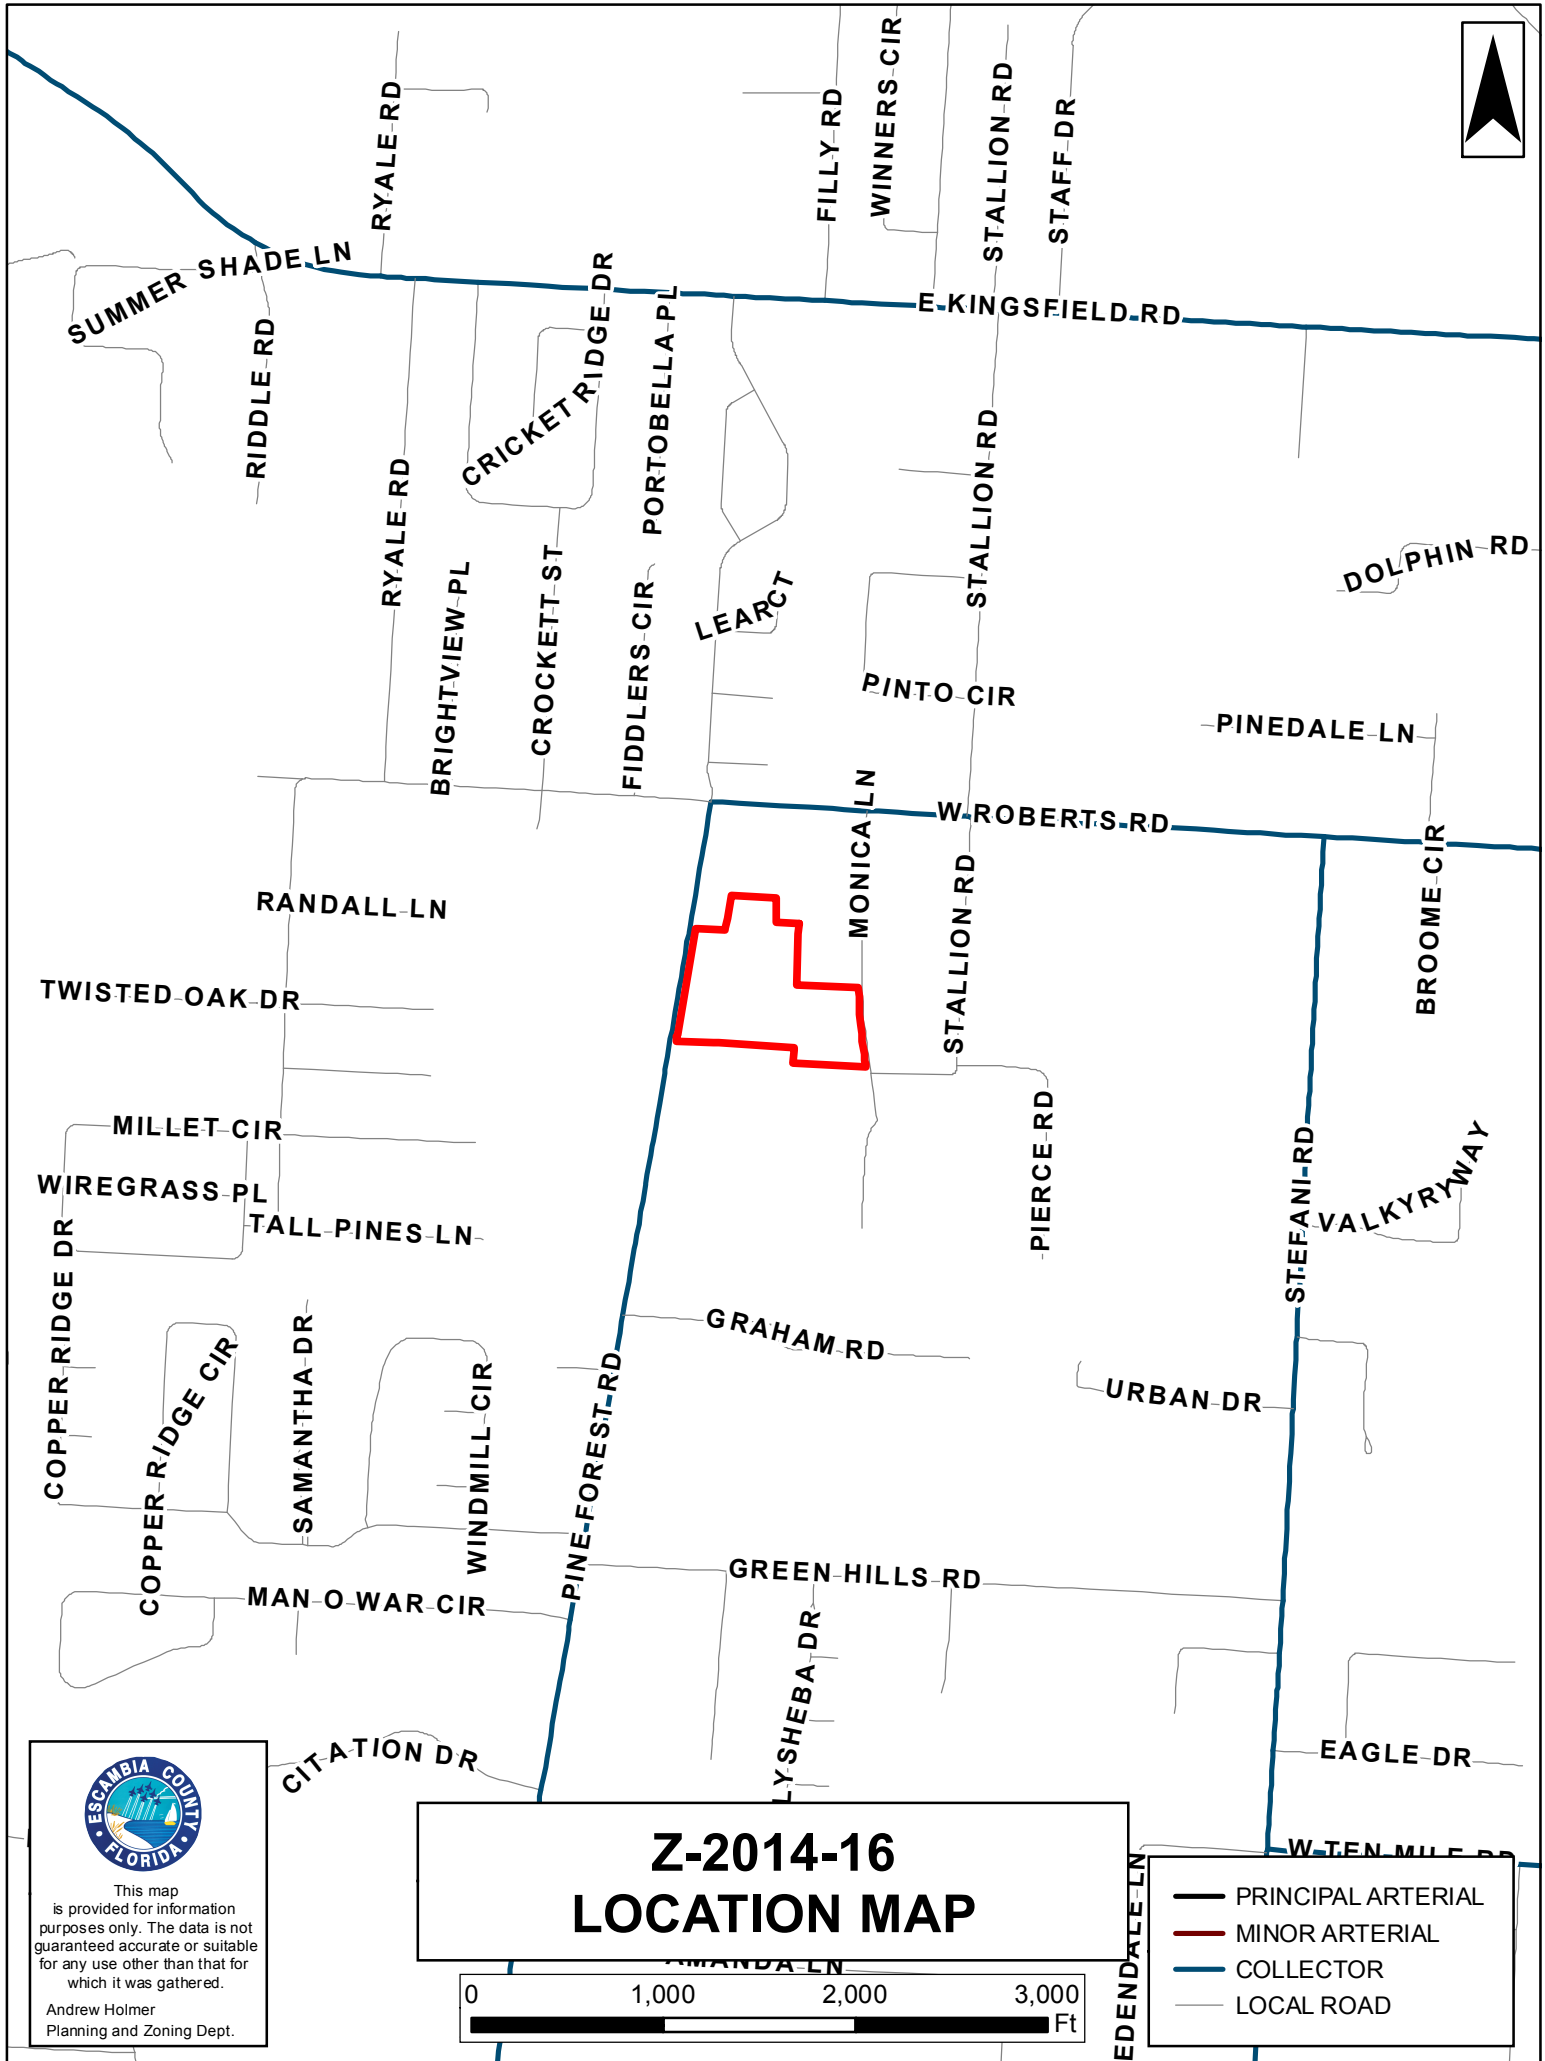 RYALE RD
FILLY RD
WINNERS CIR
STALLION RD
STAFF DR
SUMMER SHADE LN
E KINGSFIELD RD
RIDDLE RD
RYALE RD
CRICKET RIDGE DR
PORTOBELLA PL
STALLION RD
DOLPHIN RD
BRIGHTVIEW PL
CROCKETT ST
FIDDLERS CIR
LEAR CT
PINTO CIR
PINEDALE LN
W ROBERTS RD
MONICA LN
STALLION RD
BROOME CIR
RANDALL LN
TWISTED OAK DR
MILLET CIR
WIREGRASS PL
TALL PINES LN
PIERCE RD
STEFANI RD
VALKYRY WAY
COPPER RIDGE DR
COPPER RIDGE CIR
SAMANTHA DR
WINDMILL CIR
PINE FOREST RD
GRAHAM RD
URBAN DR
GREEN HILLS RD
MAN O WAR CIR
LYSHEBA DR
CITATION DR
EAGLE DR
W TEN MILE RD
EDENDALE LN
AMANDA LN
ESCAMBIA COUNTY
FLORIDA
This map
is provided for information
purposes only. The data is not
guaranteed accurate or suitable
for any use other than that for
which it was gathered.
Andrew Holmer
Planning and Zoning Dept.
Z-2014-16
LOCATION MAP
0 1,000 2,000 3,000
Ft
PRINCIPAL ARTERIAL
MINOR ARTERIAL
COLLECTOR
LOCAL ROAD